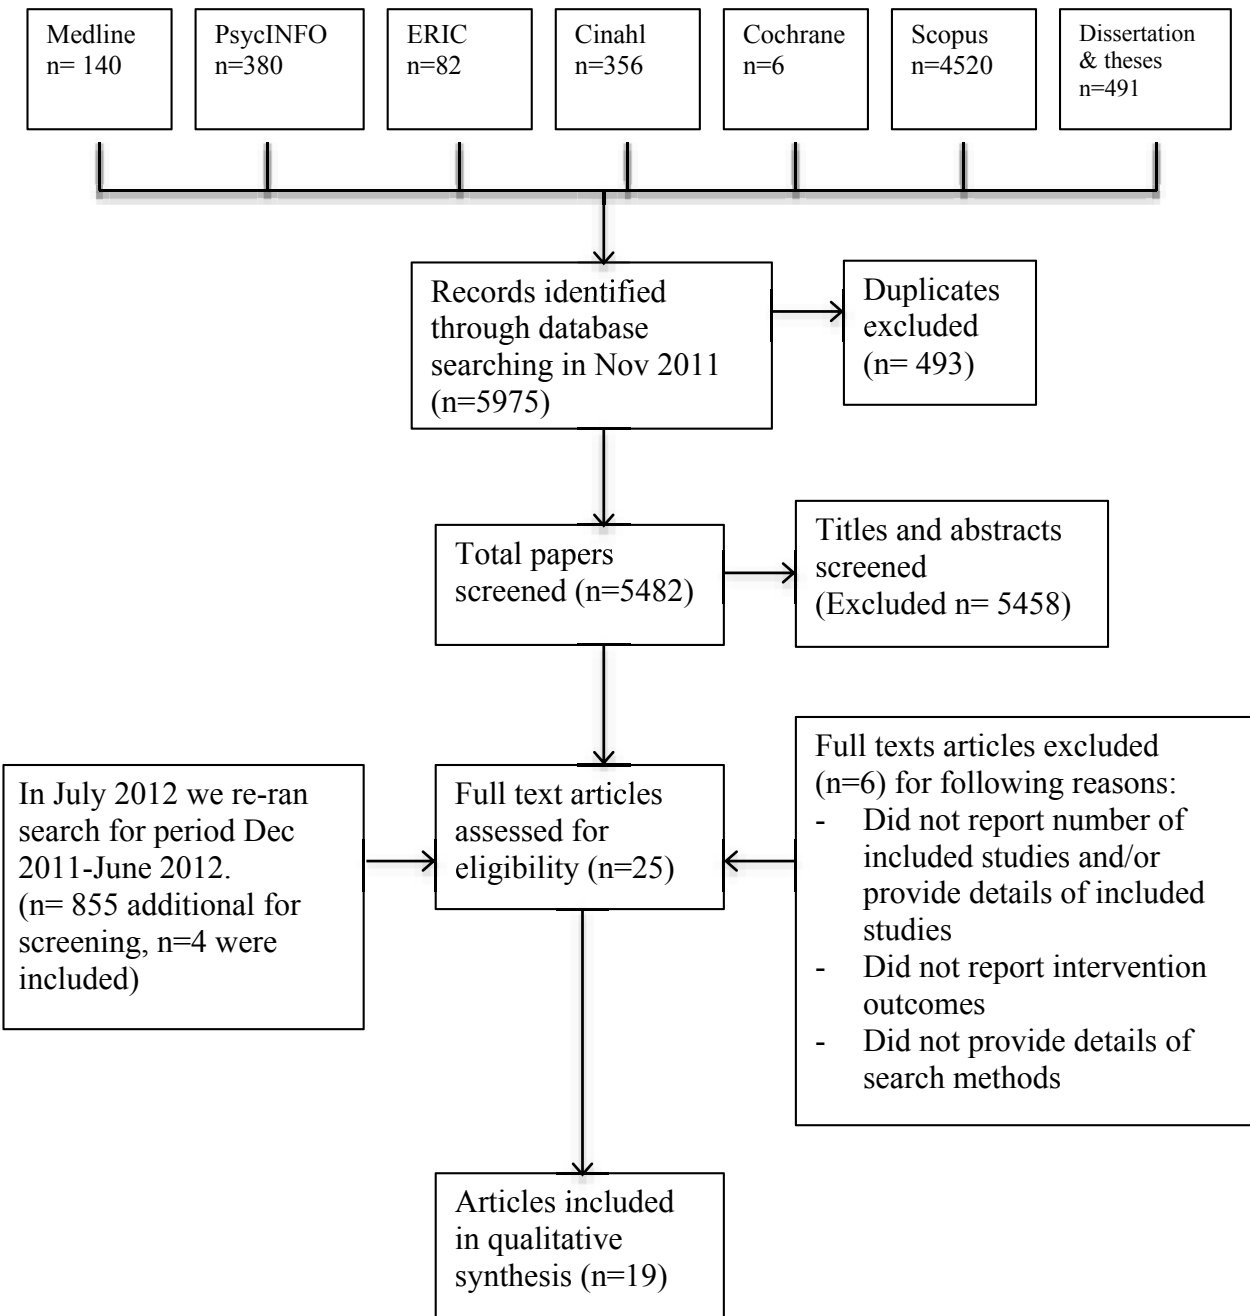 Medline
n= 140
PsycINFO
n=380
ERIC
n=82
Cinahl
n=356
Cochrane
n=6
Scopus
n=4520
Dissertation
& theses
n=491
Records identified
through database
searching in Nov 2011
(n=5975)
Duplicates
excluded
(n= 493)
Total papers
screened (n=5482)
Titles and abstracts
screened
(Excluded n= 5458)
In July 2012 we re-ran
search for period Dec
2011-June 2012.
(n= 855 additional for
screening, n=4 were
included)
Full text articles
assessed for
eligibility (n=25)
Full texts articles excluded
(n=6) for following reasons:
- Did not report number of
included studies and/or
provide details of included
studies
- Did not report intervention
outcomes
- Did not provide details of
search methods
Articles included
in qualitative
synthesis (n=19)